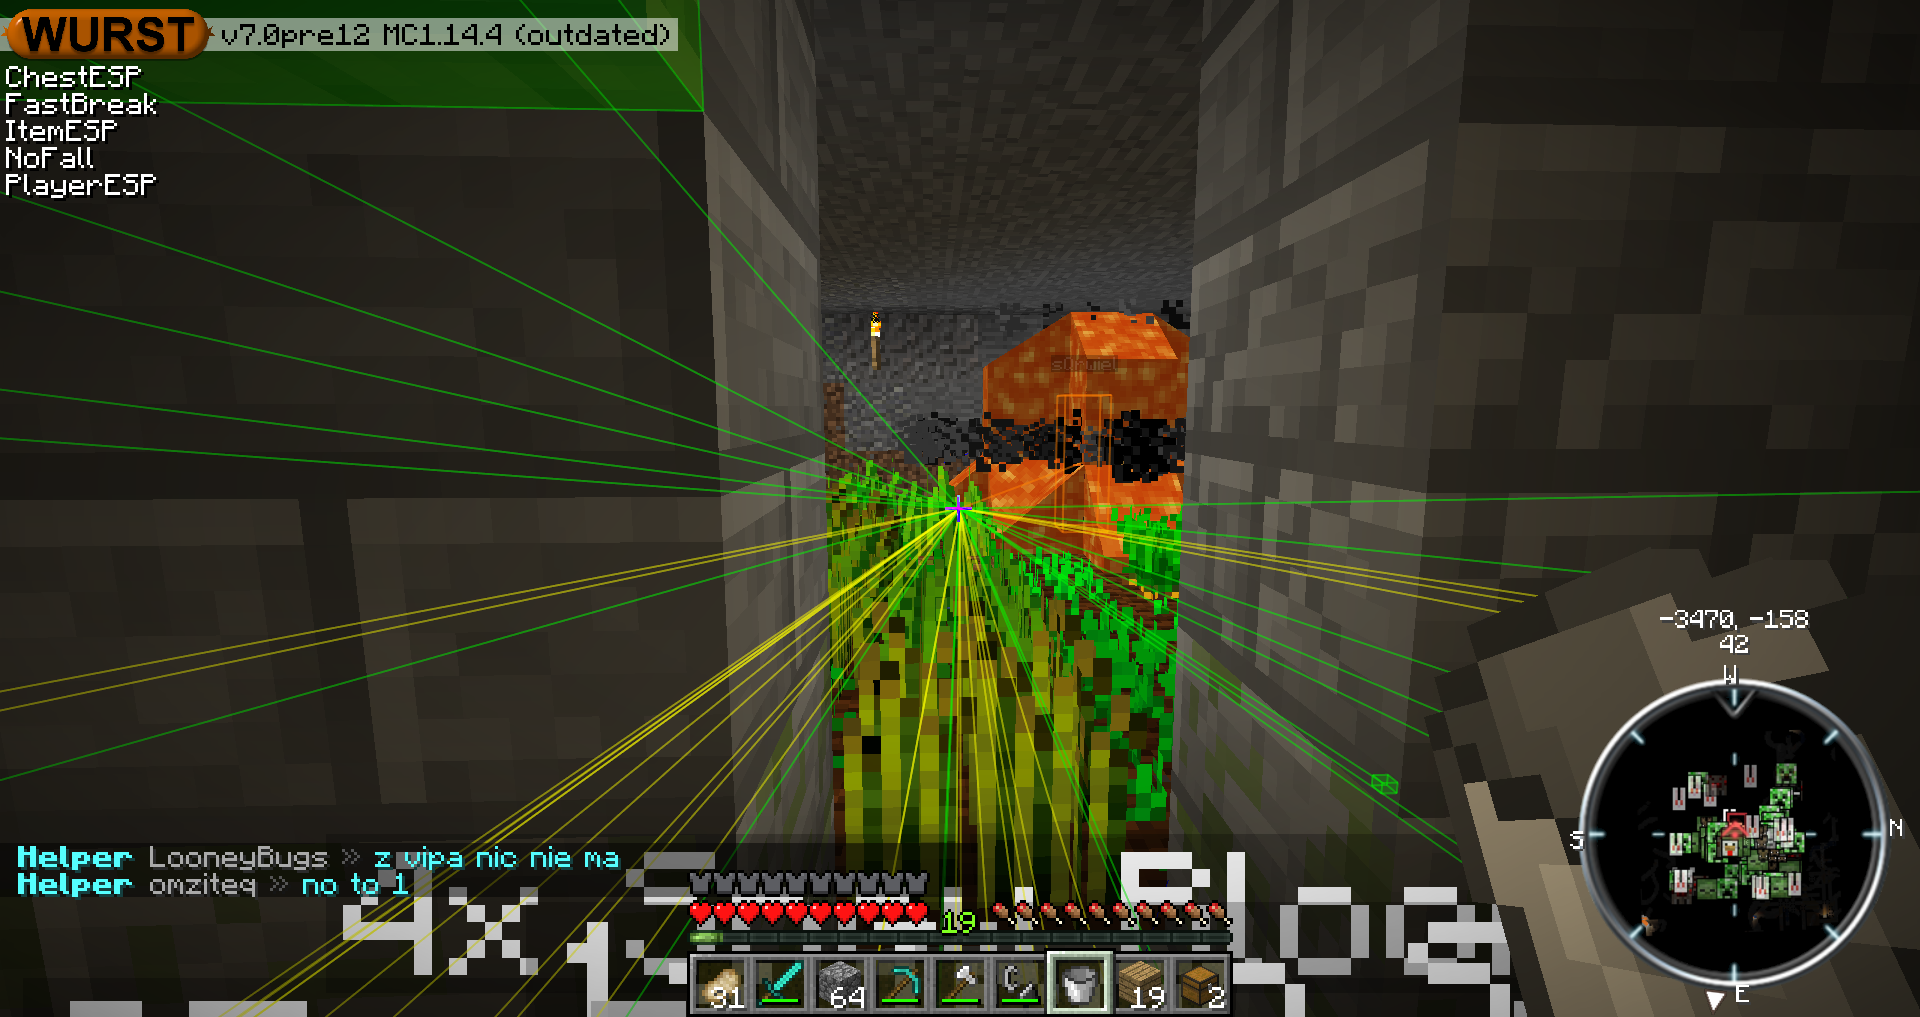 WURST v7.0pre12 MC1.14.4 (outdated)
ChestESP
FastBreak
ItemESP
NoFall
PlayerESP
-3470, -158
42
W
N
S
E
Helper LooneyBugs » z vipa nic nie ma
Helper omziteq » no to 1
19
31
64
19
2